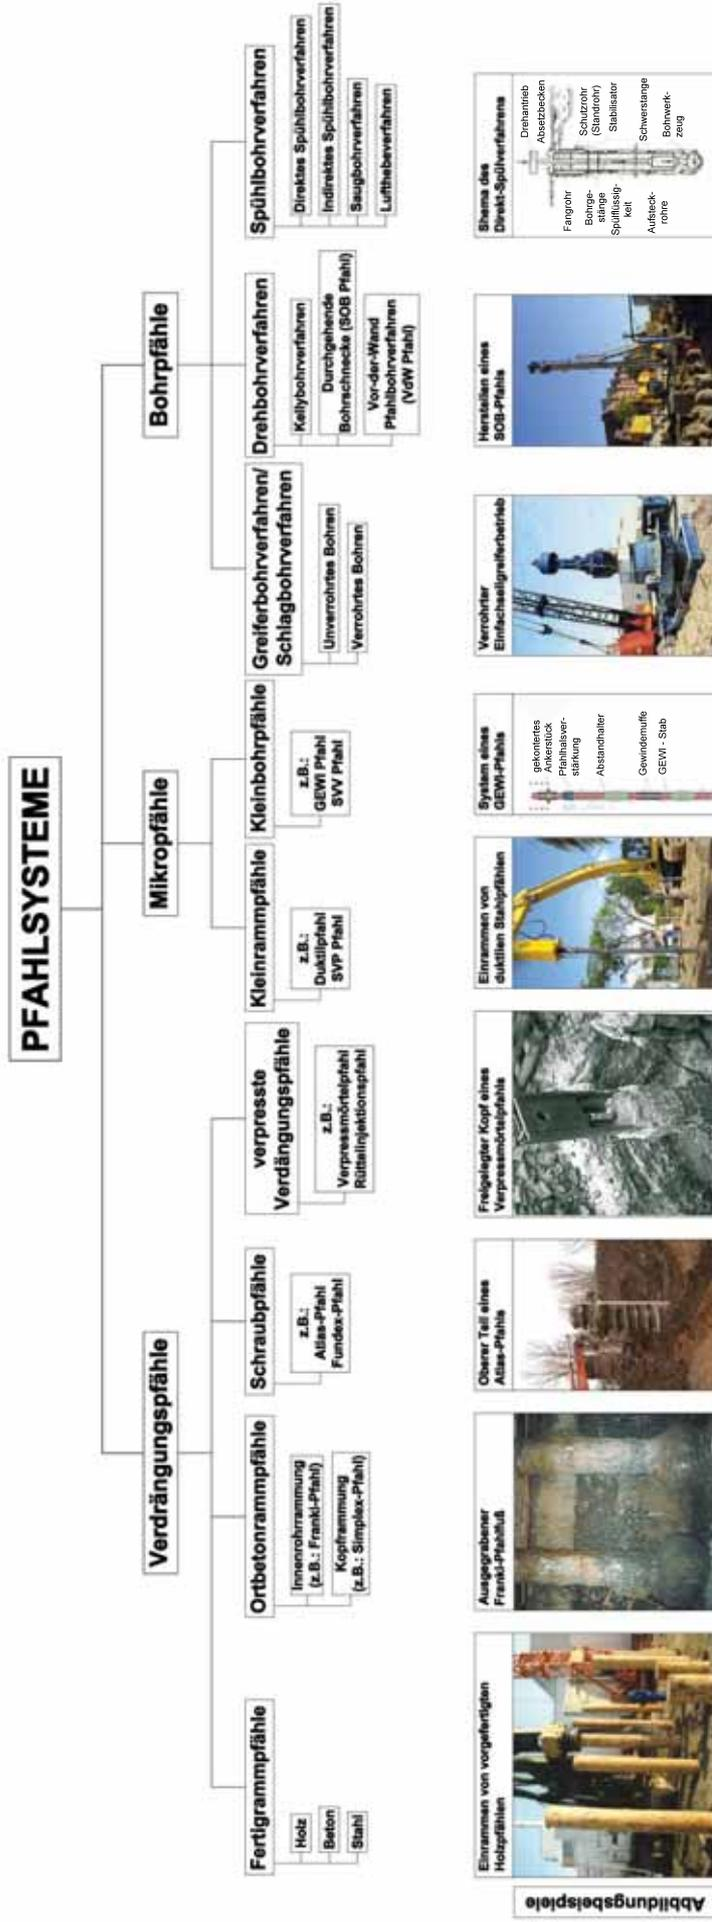 PFAHLSYSTEME
Verdrängungspfähle
Mikropfähle
Bohrpfähle
Fertigrammpfähle
Holz
Beton
Stahl
Ortbetonrammpfähle
Innenrohrrammung
(z.B.: Franki-Pfahl)
Kopframmung
(z.B.: Simplex-Pfahl)
Schraubpfähle
z.B.:
Atlas-Pfahl
Fundex-Pfahl
verpresste
Verdängungspfähle
z.B.:
Verpressmörtelpfahl
Rüttelinjektionspfahl
Kleinrammpfähle
z.B.:
Duktilpfahl
SVP Pfahl
Kleinbohrpfähle
z.B.:
GEWI Pfahl
SVV Pfahl
Greiferbohrverfahren/
Schlagbohrverfahren
Unverrohrtes Bohren
Verrohrtes Bohren
Drehbohrverfahren
Kellybohrverfahren
Durchgehende
Bohrschnecke (SOB Pfahl)
Vor-der-Wand
Pfahlbohrverfahren
(VdW Pfahl)
Spühlbohrverfahren
Direktes Spühlbohrverfahren
Indirektes Spühlbohrverfahren
Saugbohrverfahren
Lufthebeverfahren
Abbildungsbeispiele
Einrammen von vorgefertigten
Holzpfählen
Ausgegrabener
Franki-Pfahlfuß
Oberer Teil eines
Atlas-Pfahls
Freigelegter Kopf eines
Verpressmörtelpfahls
Einrammen von
duktilen Stahlpfählen
System eines
GEWI-Pfahls
gekontertes
Ankerstück
Pfahlhalsver-
stärkung
Abstandhalter
Gewindemuffe
GEWI - Stab
Verrohrter
Einfachseilgreiferbetrieb
Herstellen eines
SOB-Pfahls
Shema des
Direkt-Spülverfahrens
Drehantrieb
Absetzbecken
Schutzrohr
(Standrohr)
Stabilisator
Schwerstange
Bohrwerk-
zeug
Fangrohr
Bohrge-
stänge
Spülflüssig-
keit
Aufsteck-
rohre